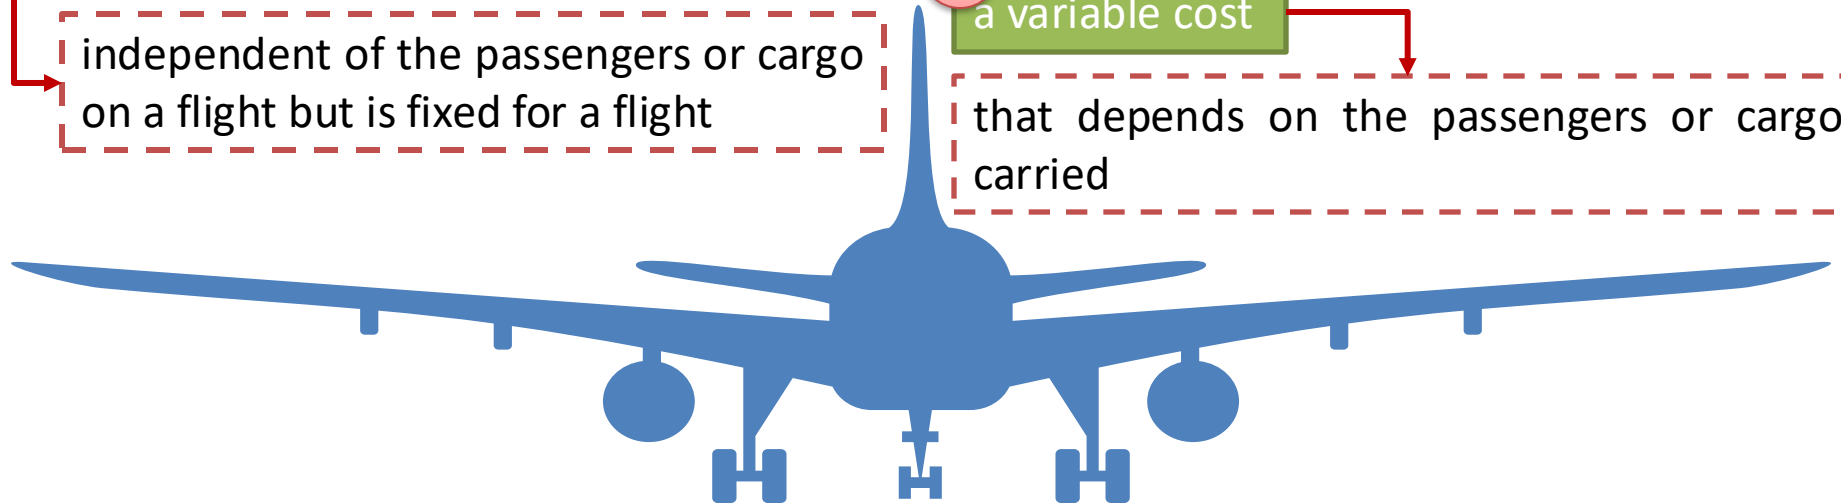 a variable cost
independent of the passengers or cargo
on a flight but is fixed for a flight
that depends on the passengers or cargo
carried